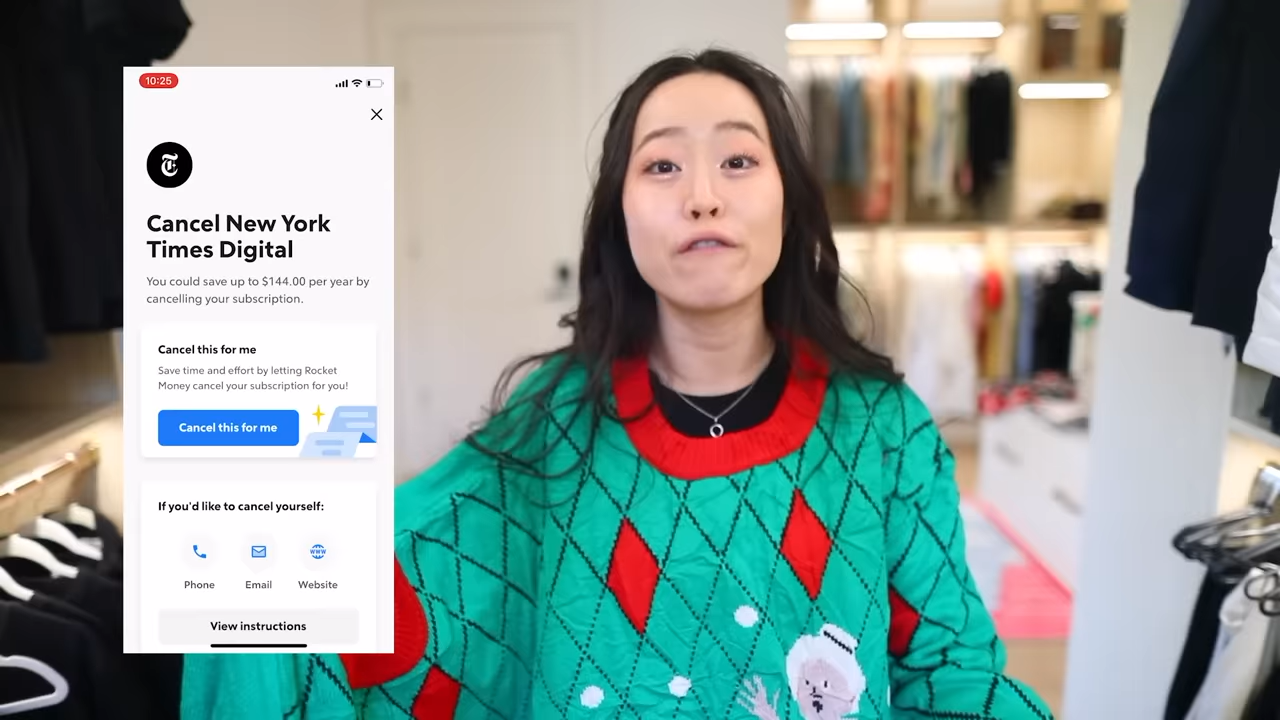 10:25
T
Cancel New York
Times Digital
You could save up to $144.00 per year by
cancelling your subscription.
Cancel this for me
Save time and effort by letting Rocket
Money cancel your subscription for you!
Cancel this for me
If you'd like to cancel yourself:
www
Phone Email Website
View instructions